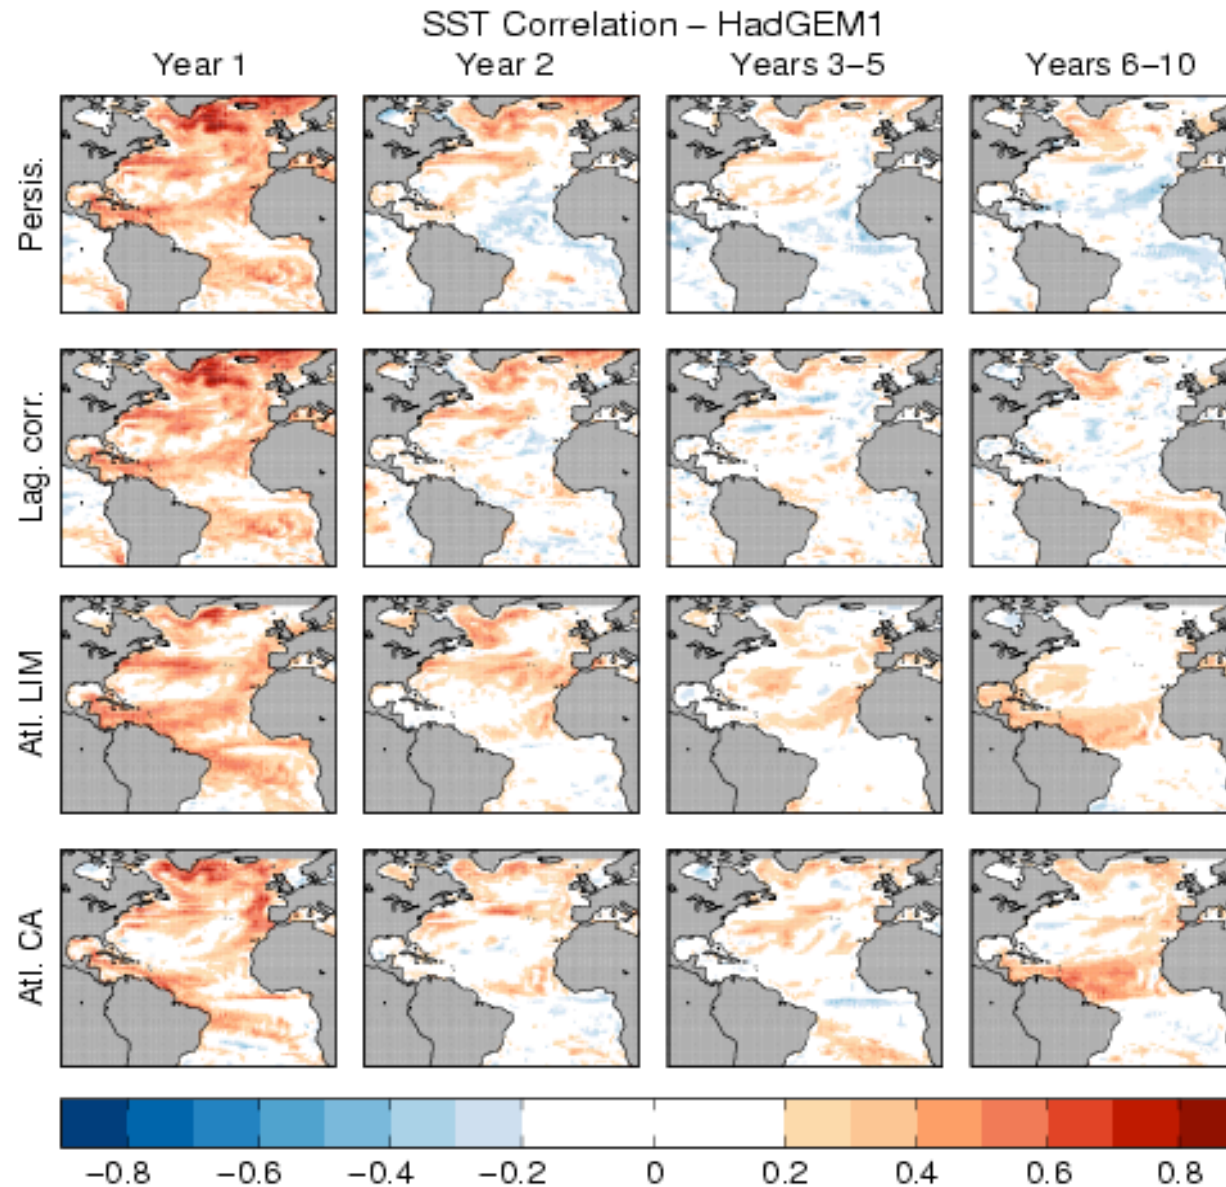 SST Correlation – HadGEM1
Year 1 Year 2 Years 3–5 Years 6–10
Persis.
Lag. corr.
Atl. LIM
Atl. CA
−0.8 −0.6 −0.4 −0.2 0 0.2 0.4 0.6 0.8